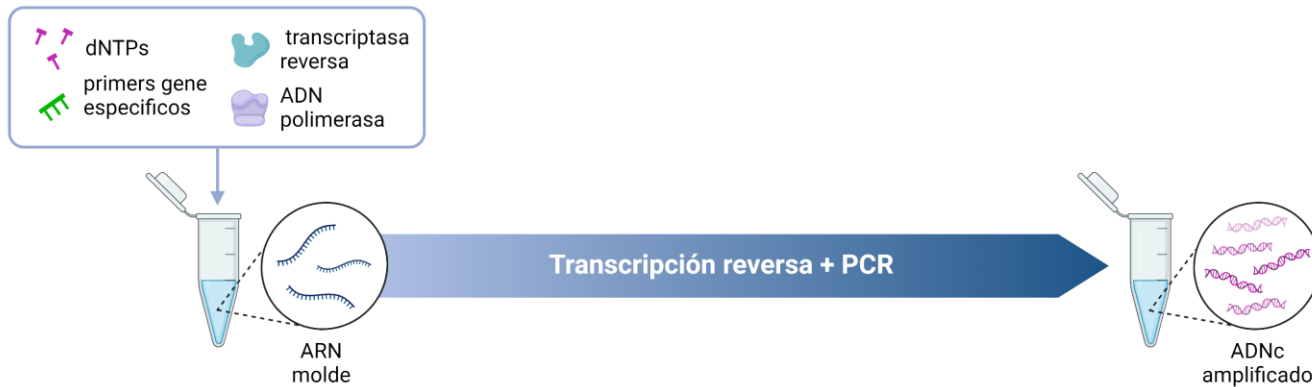 dNTPs
primers gene
especificos
transcriptasa
reversa
ADN
polimerasa
Transcripción reversa + PCR
ARN
molde
ADNc
amplificado